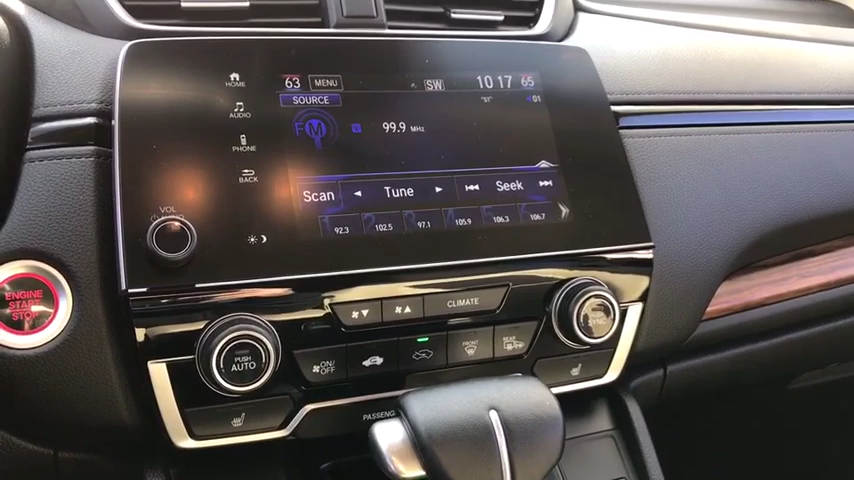 63 MENU SW 10:17 65
HOME
SOURCE
01
AUDIO
FM 99.9 MHz
PHONE
BACK
Scan Tune Seek
VOL
92.3 102.5 97.1 105.9 106.3 106.7
ENGINE
START
STOP
CLIMATE
SYNC
PUSH
AUTO
ON/
OFF
FRONT
REAR
PASSENG